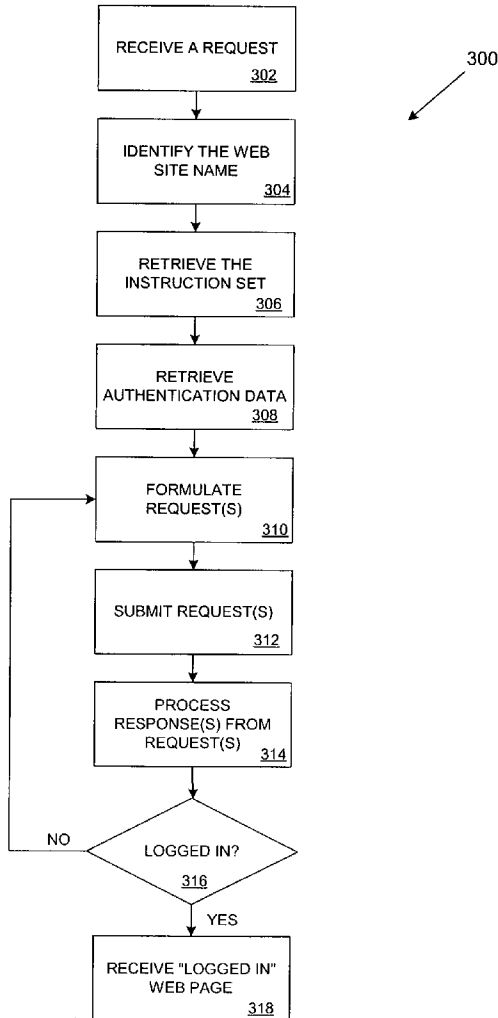 RECEIVE A REQUEST
302
300
IDENTIFY THE WEB
SITE NAME
304
RETRIEVE THE
INSTRUCTION SET
306
RETRIEVE
AUTHENTICATION DATA
308
FORMULATE
REQUEST(S)
310
SUBMIT REQUEST(S)
312
PROCESS
RESPONSE(S) FROM
REQUEST(S)
314
NO
LOGGED IN?
316
YES
RECEIVE "LOGGED IN"
WEB PAGE
318